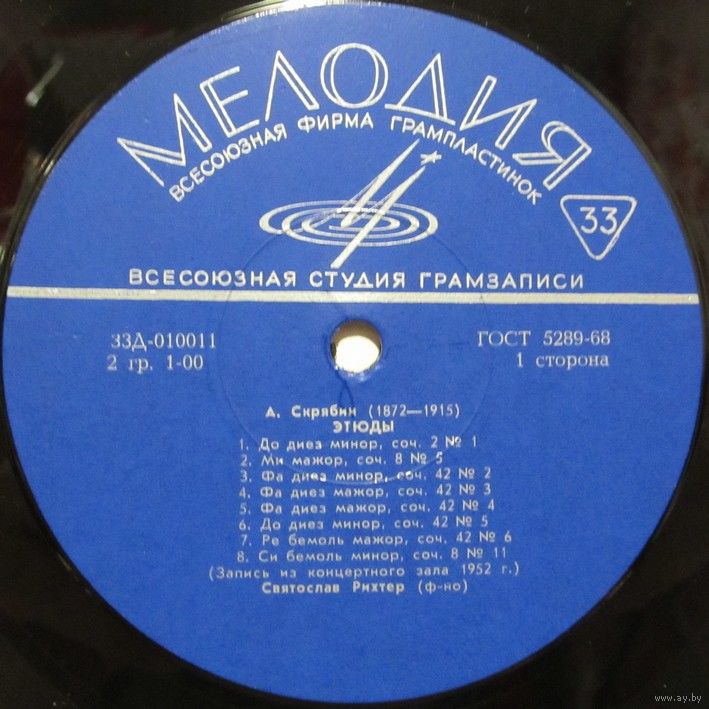 МЕЛОДИЯ
ВСЕСОЮЗНАЯ ФИРМА ГРАМПЛАСТИНОК
33
ВСЕСОЮЗНАЯ СТУДИЯ ГРАМЗАПИСИ
33Д-010011
2 гр. 1-00
ГОСТ 5289-68
1 сторона
А. Скрябин (1872—1915)
ЭТЮДЫ
1. До диез минор, соч. 2 № 1
2. Ми мажор, соч. 8 № 5
3. Фа диез минор, соч. 42 № 2
4. Фа диез мажор, соч. 42 № 3
5. Фа диез мажор, соч. 42 № 4
6. До диез минор, соч. 42 № 5
7. Ре бемоль мажор, соч. 42 № 6
8. Си бемоль минор, соч. 8 № 11
(Запись из концертного зала 1952 г.)
Святослав Рихтер (ф-но)
www.ay.by